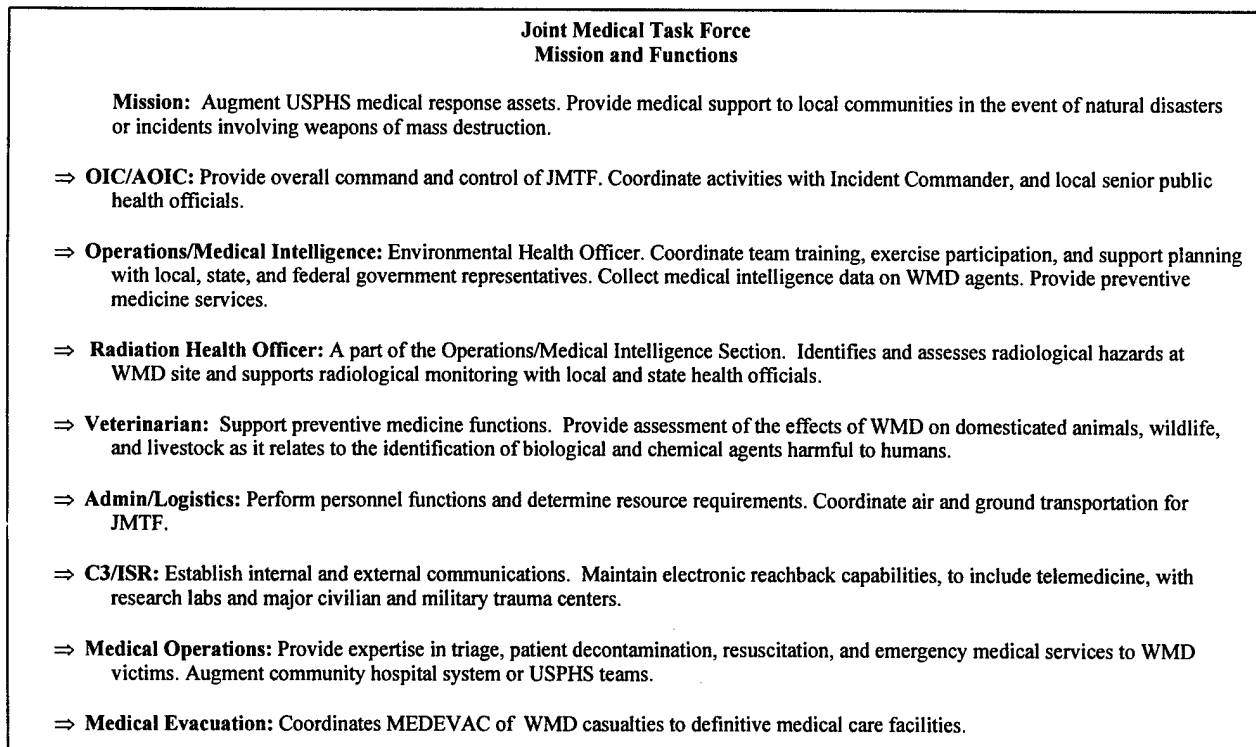 Joint Medical Task Force
Mission and Functions
Mission: Augment USPHS medical response assets. Provide medical support to local communities in the event of natural disasters
or incidents involving weapons of mass destruction.
⇒ OIC/AOIC: Provide overall command and control of JMTF. Coordinate activities with Incident Commander, and local senior public
health officials.
⇒ Operations/Medical Intelligence: Environmental Health Officer. Coordinate team training, exercise participation, and support planning
with local, state, and federal government representatives. Collect medical intelligence data on WMD agents. Provide preventive
medicine services.
⇒ Radiation Health Officer: A part of the Operations/Medical Intelligence Section. Identifies and assesses radiological hazards at
WMD site and supports radiological monitoring with local and state health officials.
⇒ Veterinarian: Support preventive medicine functions. Provide assessment of the effects of WMD on domesticated animals, wildlife,
and livestock as it relates to the identification of biological and chemical agents harmful to humans.
⇒ Admin/Logistics: Perform personnel functions and determine resource requirements. Coordinate air and ground transportation for
JMTF.
⇒ C3/ISR: Establish internal and external communications. Maintain electronic reachback capabilities, to include telemedicine, with
research labs and major civilian and military trauma centers.
⇒ Medical Operations: Provide expertise in triage, patient decontamination, resuscitation, and emergency medical services to WMD
victims. Augment community hospital system or USPHS teams.
⇒ Medical Evacuation: Coordinates MEDEVAC of WMD casualties to definitive medical care facilities.